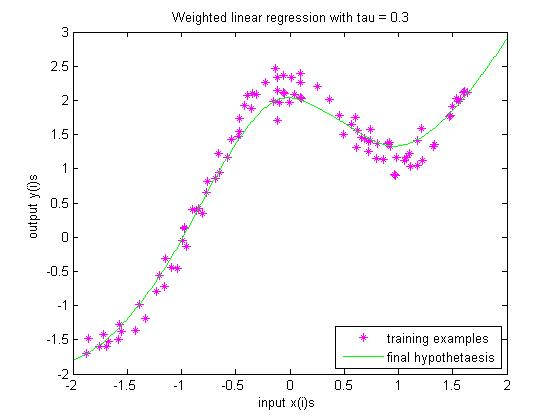 Weighted linear regression with tau = 0.3
3
2.5
2
1.5
1
0.5
0
-0.5
-1
-1.5
-2
output y(i)s
-2 -1.5 -1 -0.5 0 0.5 1 1.5 2
input x(i)s
training examples
final hypothetaesis